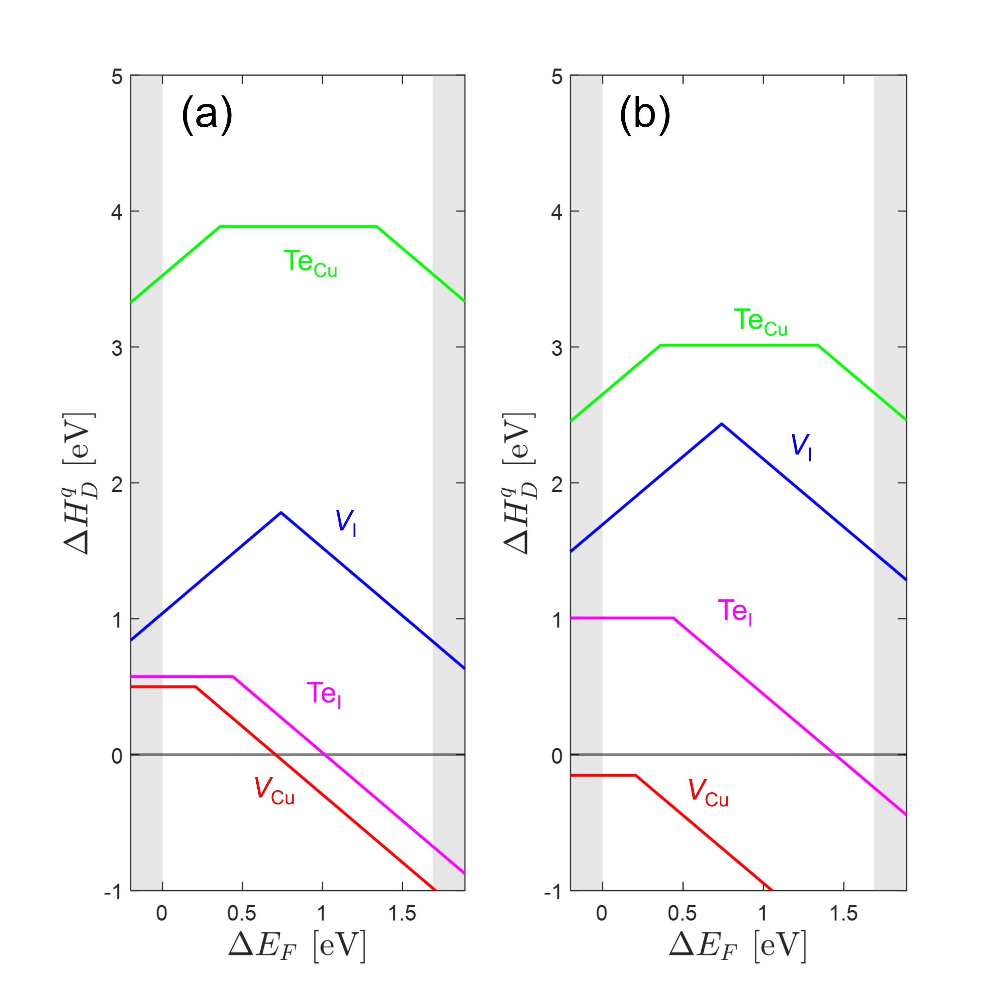 (a)
5
4
3
2
1
0
-1
0 0.5 1 1.5
ΔH_D^q [eV]
ΔE_F [eV]
Te_Cu
V_I
Te_I
V_Cu
(b)
5
4
3
2
1
0
-1
0 0.5 1 1.5
ΔH_D^q [eV]
ΔE_F [eV]
Te_Cu
V_I
Te_I
V_Cu